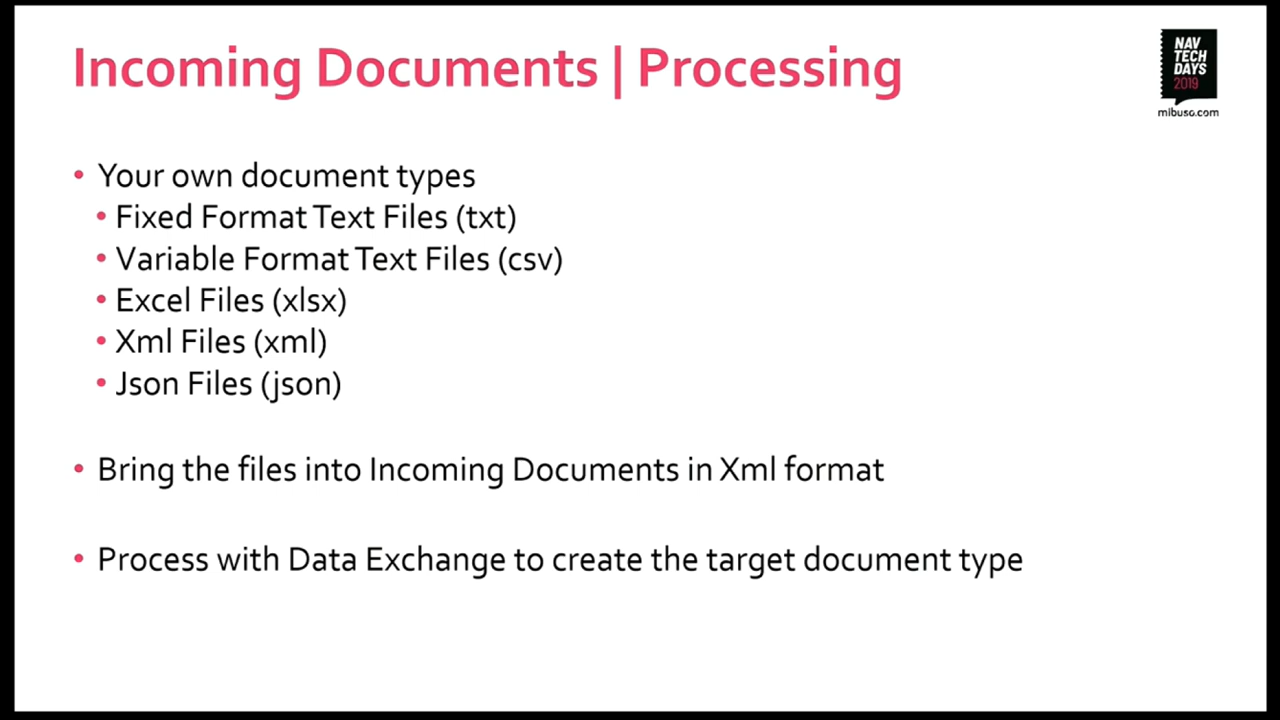 Incoming Documents | Processing
NAV
TECH
DAYS
2019
mibuso.com
• Your own document types
• Fixed Format Text Files (txt)
• Variable Format Text Files (csv)
• Excel Files (xlsx)
• Xml Files (xml)
• Json Files (json)
• Bring the files into Incoming Documents in Xml format
• Process with Data Exchange to create the target document type